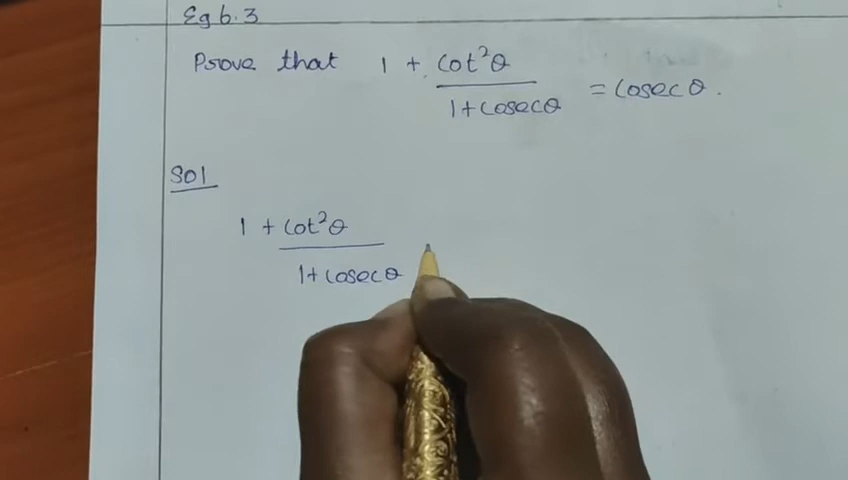 Eg 6.3
Prove that 1 + cot²θ / 1+cosecθ = cosecθ.
Sol
1 + cot²θ / 1+cosecθ